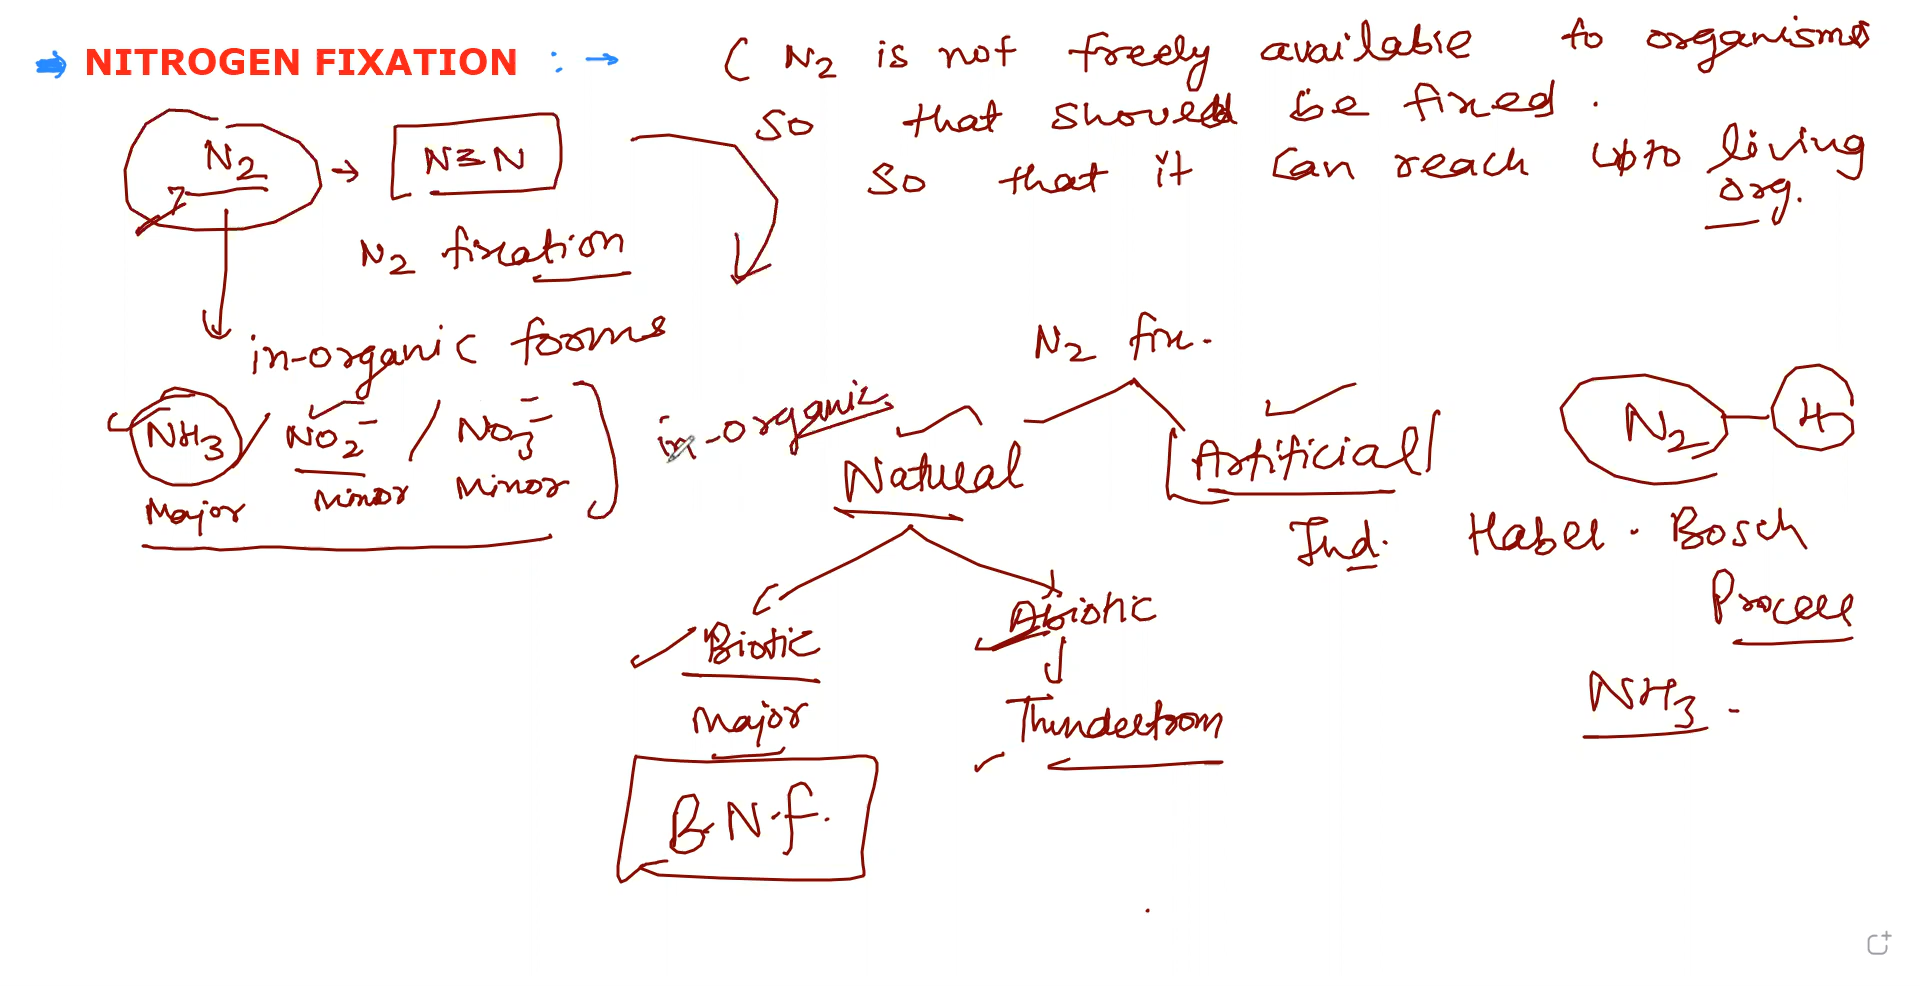 NITROGEN FIXATION : → ( N2 is not freely available to organisms
so that should be fixed.
so that it can reach upto living
org.
N2 → N≡N
N2 fixation
in-organic forms
NH3 / NO2- / NO3-
Major Minor Minor
in-organic
N2 fix.
Natural Artificial
N2 - H
Ind. Haber - Bosch
Process
NH3
Biotic Abiotic
Major Thunderstrom
B.N.f.